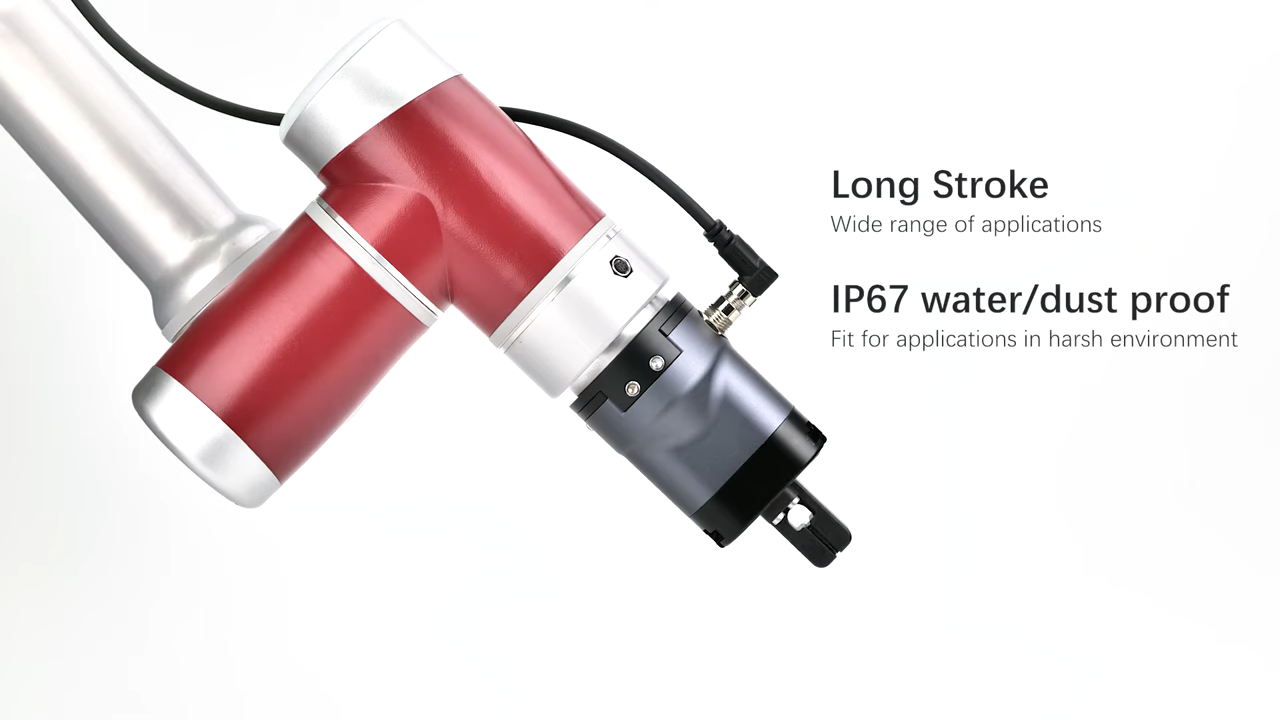 Long Stroke
Wide range of applications
IP67 water/dust proof
Fit for applications in harsh environment